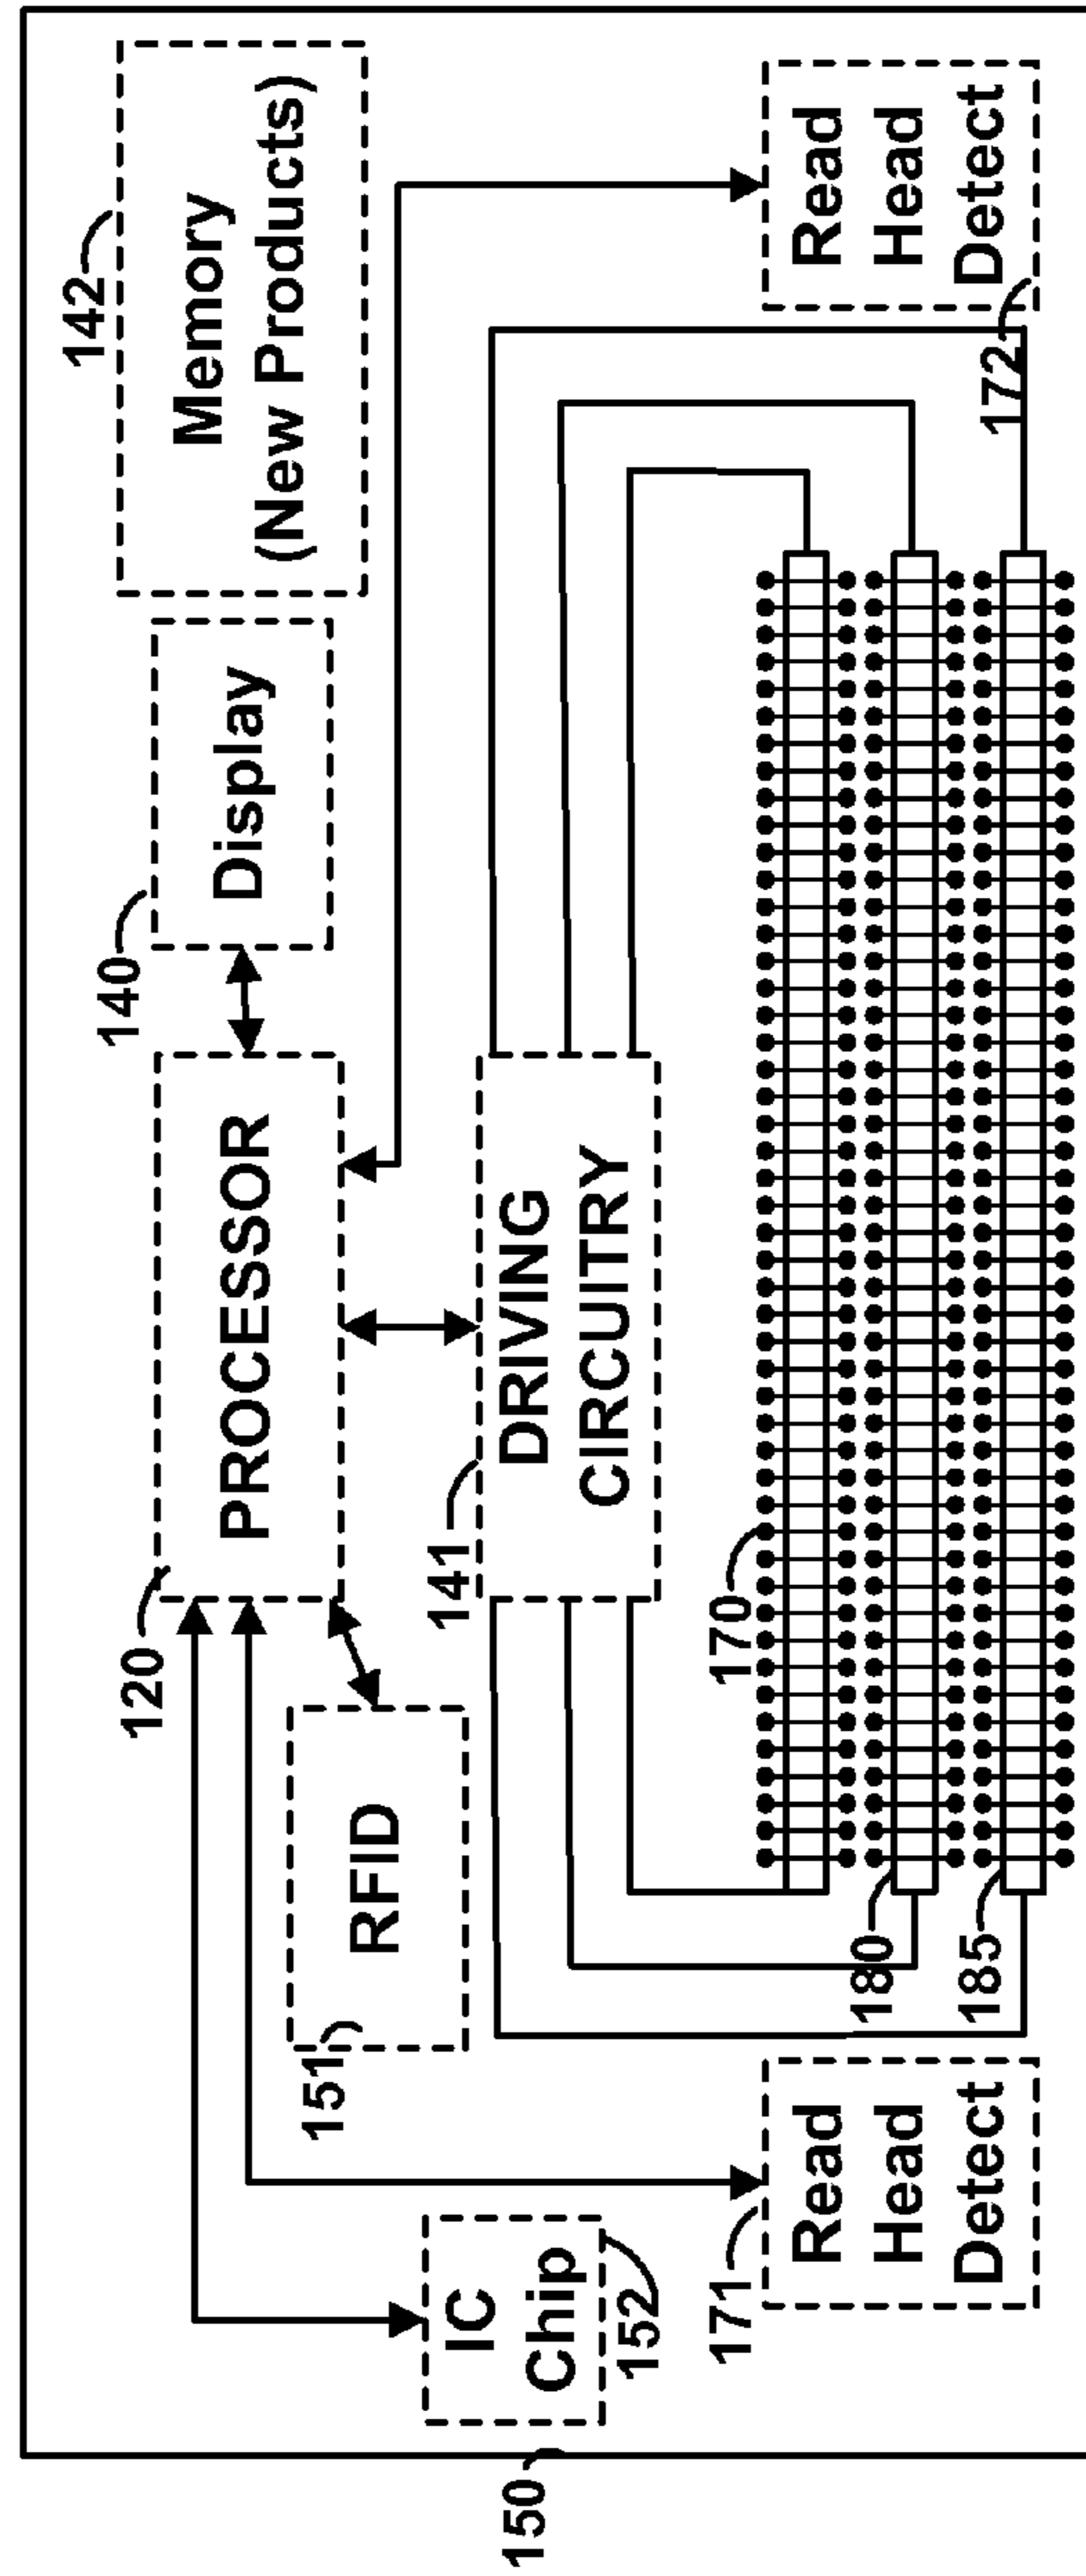 142
Memory
(New Products)
140
Display
120
PROCESSOR
151
RFID
141
DRIVING
CIRCUITRY
IC
Chip
152
150
170
171
Read
Head
Detect
180
185
172
Read
Head
Detect